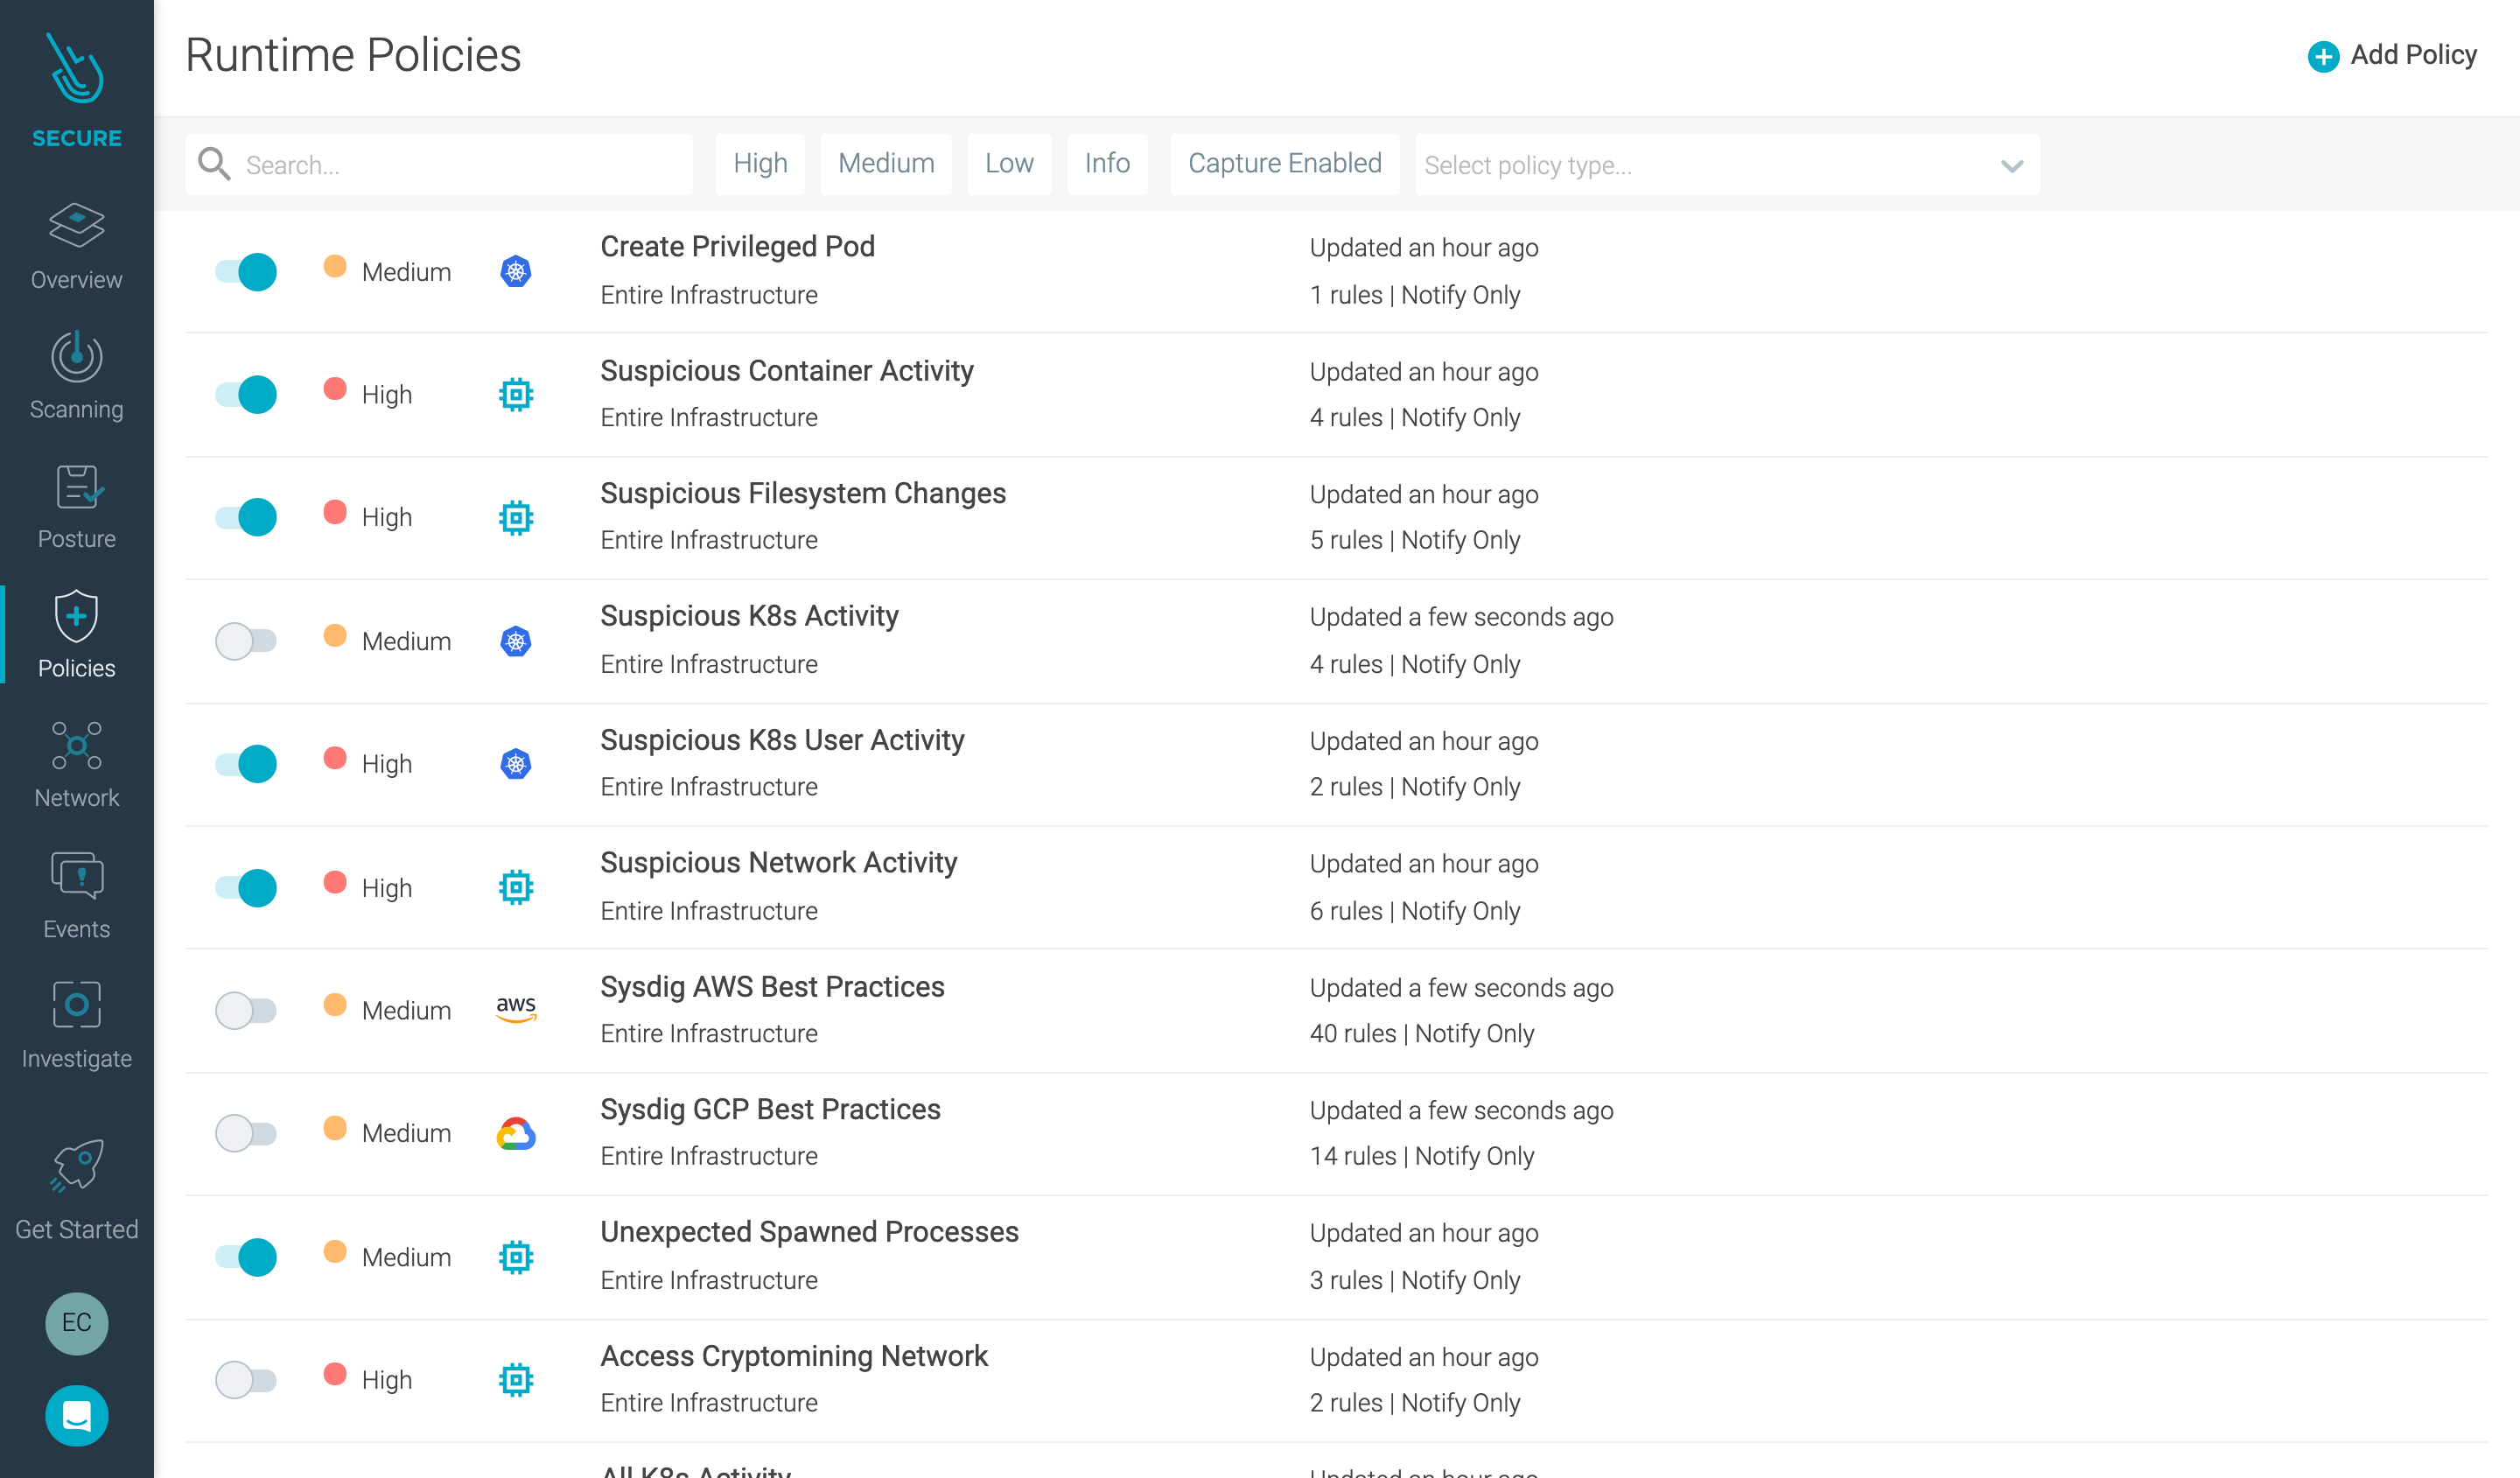 SECURE
Overview
Scanning
Posture
Policies
Network
Events
Investigate
Get Started
EC
Runtime Policies
Add Policy
Search...
High
Medium
Low
Info
Capture Enabled
Select policy type...
Medium
Create Privileged Pod
Entire Infrastructure
Updated an hour ago
1 rules | Notify Only
High
Suspicious Container Activity
Entire Infrastructure
Updated an hour ago
4 rules | Notify Only
High
Suspicious Filesystem Changes
Entire Infrastructure
Updated an hour ago
5 rules | Notify Only
Medium
Suspicious K8s Activity
Entire Infrastructure
Updated a few seconds ago
4 rules | Notify Only
High
Suspicious K8s User Activity
Entire Infrastructure
Updated an hour ago
2 rules | Notify Only
High
Suspicious Network Activity
Entire Infrastructure
Updated an hour ago
6 rules | Notify Only
Medium
aws
Sysdig AWS Best Practices
Entire Infrastructure
Updated a few seconds ago
40 rules | Notify Only
Medium
Sysdig GCP Best Practices
Entire Infrastructure
Updated a few seconds ago
14 rules | Notify Only
Medium
Unexpected Spawned Processes
Entire Infrastructure
Updated an hour ago
3 rules | Notify Only
High
Access Cryptomining Network
Entire Infrastructure
Updated an hour ago
2 rules | Notify Only
All K8s Activity
Updated an hour ago